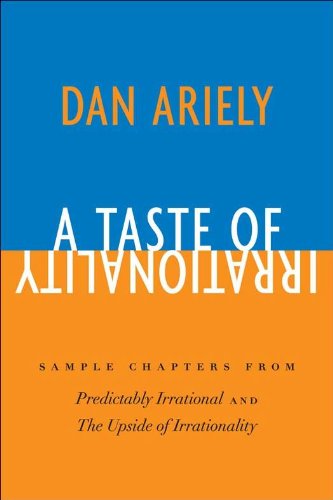 DAN ARIELY
A TASTE OF
IRRATIONALITY
SAMPLE CHAPTERS FROM
Predictably Irrational AND
The Upside of Irrationality